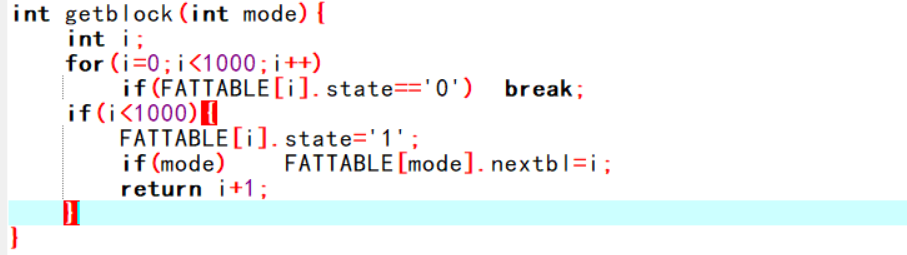 int getblock(int mode){
    int i;
    for(i=0;i<1000;i++)
        if(FATTABLE[i].state=='0')  break;
    if(i<1000){
        FATTABLE[i].state='1';
        if(mode)    FATTABLE[mode].nextbl=i;
        return i+1;
    }
}